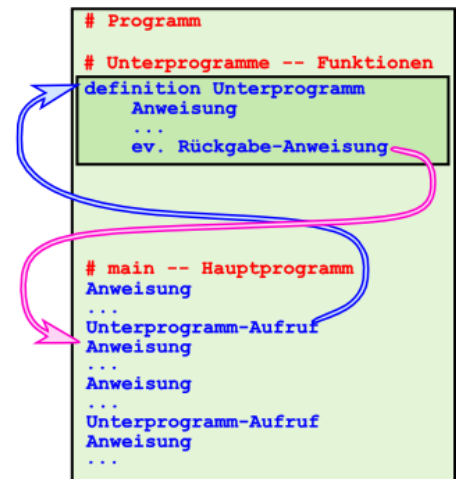 # Programm
# Unterprogramme -- Funktionen
definition Unterprogramm
Anweisung
...
ev. Rückgabe-Anweisung
# main -- Hauptprogramm
Anweisung
...
Unterprogramm-Aufruf
Anweisung
...
Anweisung
...
Unterprogramm-Aufruf
Anweisung
...